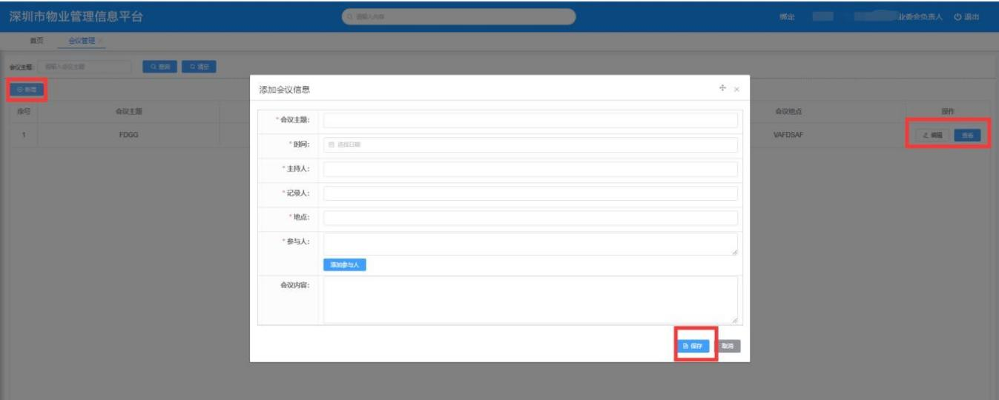 深圳市物业管理信息平台
请输入内容
绑定
业委会负责人
退出
首页
会议管理 ×
会议主题: 请输入会议主题
查询
清空
新增
序号
会议主题
会议地点
操作
1
FDGG
VAFDSAF
编辑
查看
添加会议信息
* 会议主题:
* 时间: 选择日期
* 主持人:
* 记录人:
* 地点:
* 参与人:
添加参与人
会议内容:
保存
取消